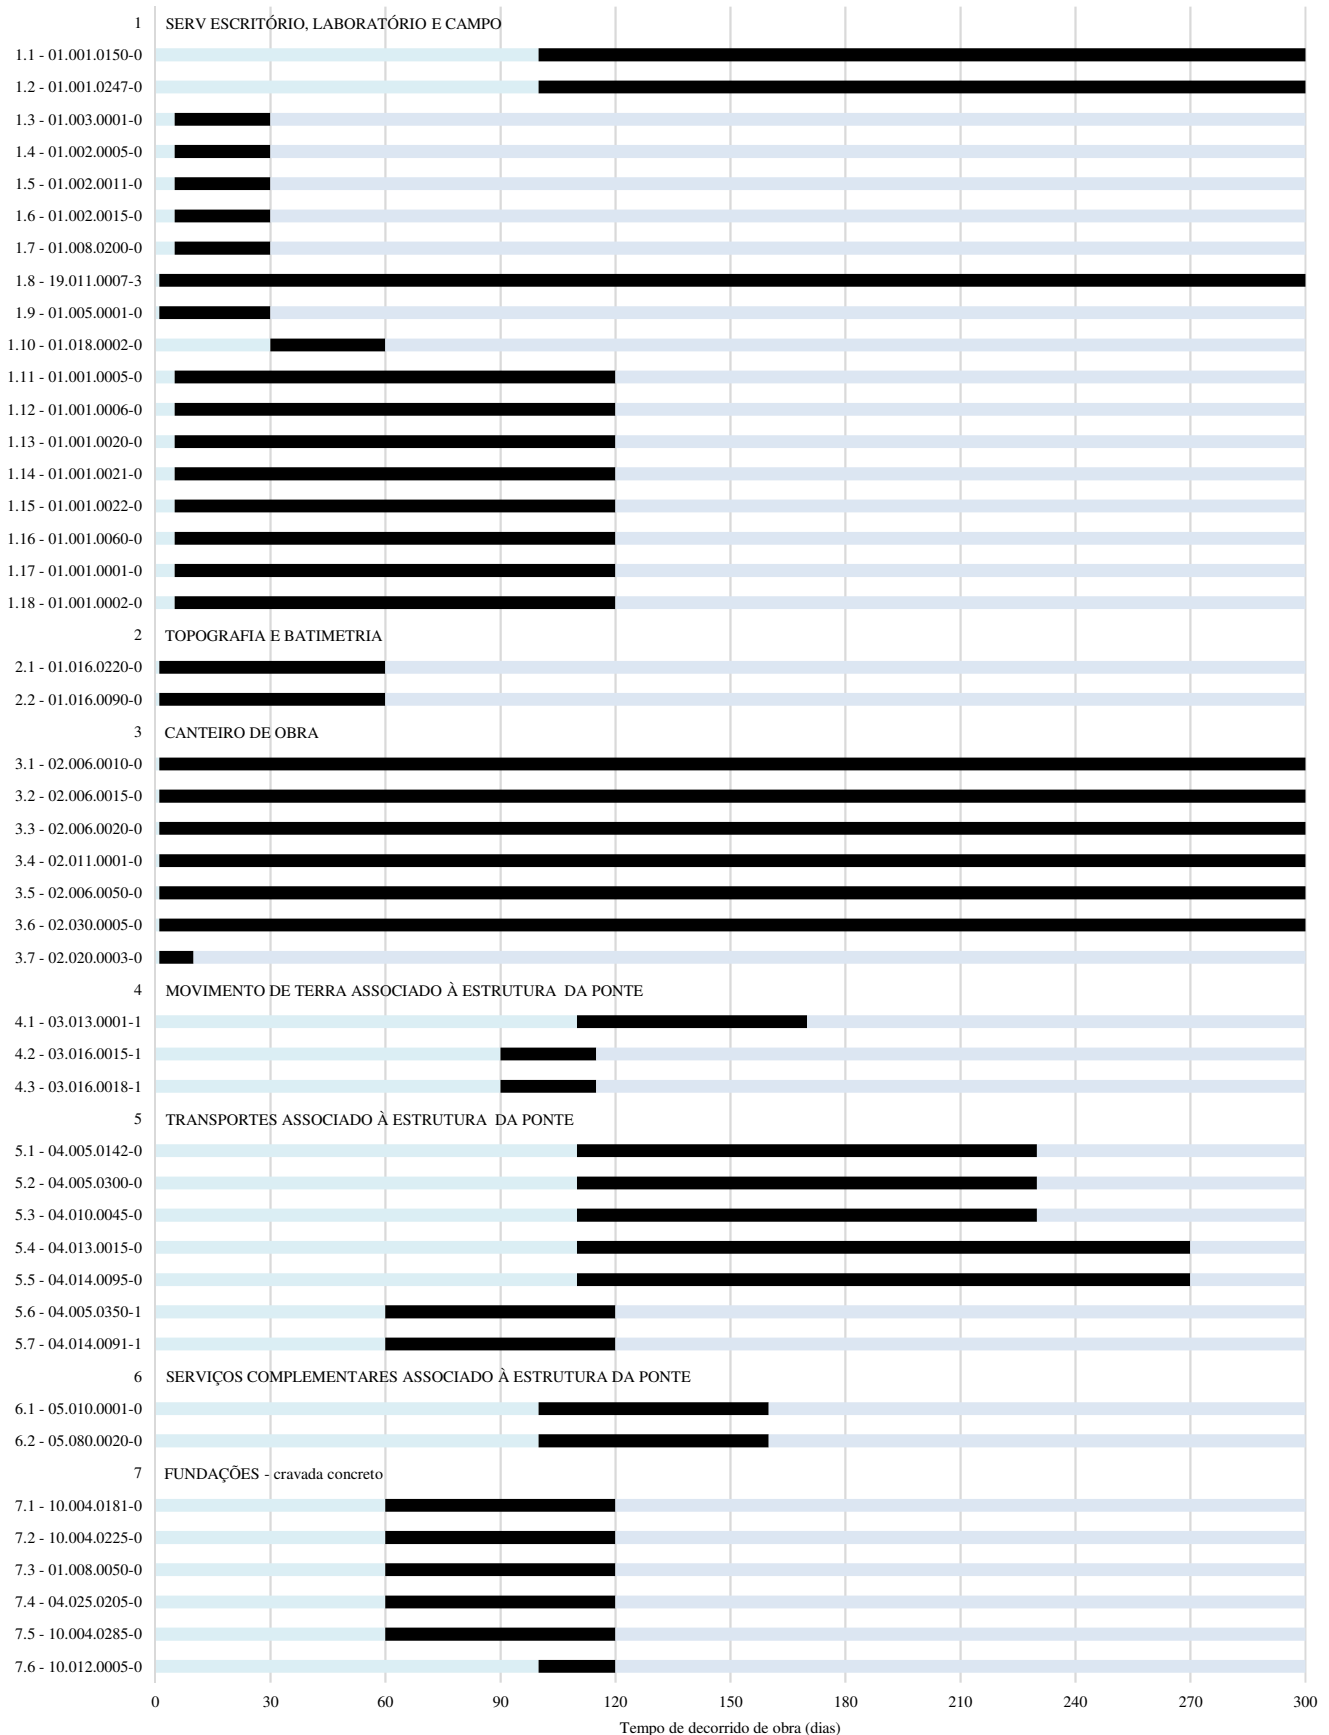 1 SERV ESCRITÓRIO, LABORATÓRIO E CAMPO
1.1 - 01.001.0150-0
1.2 - 01.001.0247-0
1.3 - 01.003.0001-0
1.4 - 01.002.0005-0
1.5 - 01.002.0011-0
1.6 - 01.002.0015-0
1.7 - 01.008.0200-0
1.8 - 19.011.0007-3
1.9 - 01.005.0001-0
1.10 - 01.018.0002-0
1.11 - 01.001.0005-0
1.12 - 01.001.0006-0
1.13 - 01.001.0020-0
1.14 - 01.001.0021-0
1.15 - 01.001.0022-0
1.16 - 01.001.0060-0
1.17 - 01.001.0001-0
1.18 - 01.001.0002-0
2 TOPOGRAFIA E BATIMETRIA
2.1 - 01.016.0220-0
2.2 - 01.016.0090-0
3 CANTEIRO DE OBRA
3.1 - 02.006.0010-0
3.2 - 02.006.0015-0
3.3 - 02.006.0020-0
3.4 - 02.011.0001-0
3.5 - 02.006.0050-0
3.6 - 02.030.0005-0
3.7 - 02.020.0003-0
4 MOVIMENTO DE TERRA ASSOCIADO À ESTRUTURA DA PONTE
4.1 - 03.013.0001-1
4.2 - 03.016.0015-1
4.3 - 03.016.0018-1
5 TRANSPORTES ASSOCIADO À ESTRUTURA DA PONTE
5.1 - 04.005.0142-0
5.2 - 04.005.0300-0
5.3 - 04.010.0045-0
5.4 - 04.013.0015-0
5.5 - 04.014.0095-0
5.6 - 04.005.0350-1
5.7 - 04.014.0091-1
6 SERVIÇOS COMPLEMENTARES ASSOCIADO À ESTRUTURA DA PONTE
6.1 - 05.010.0001-0
6.2 - 05.080.0020-0
7 FUNDAÇÕES - cravada concreto
7.1 - 10.004.0181-0
7.2 - 10.004.0225-0
7.3 - 01.008.0050-0
7.4 - 04.025.0205-0
7.5 - 10.004.0285-0
7.6 - 10.012.0005-0
0 30 60 90 120 150 180 210 240 270 300
Tempo de decorrido de obra (dias)